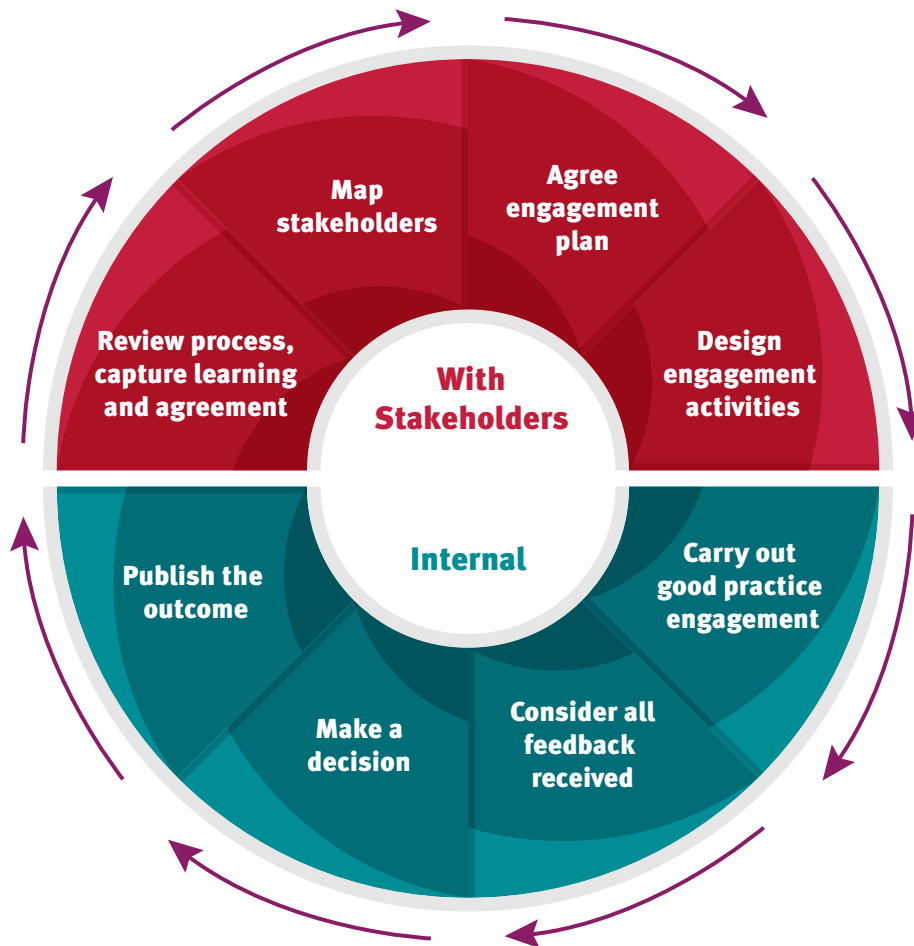 Map
stakeholders
Agree
engagement
plan
Design
engagement
activities
Carry out
good practice
engagement
Consider all
feedback
received
Make a
decision
Publish the
outcome
Review process,
capture learning
and agreement
With
Stakeholders
Internal